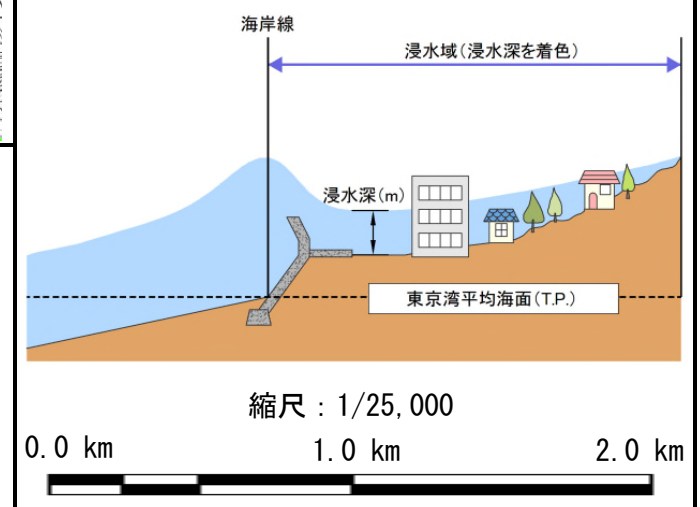 海岸線
浸水域（浸水深を着色）
浸水深（m）
東京湾平均海面（T.P.）
縮尺：1/25,000
0.0 km 1.0 km 2.0 km